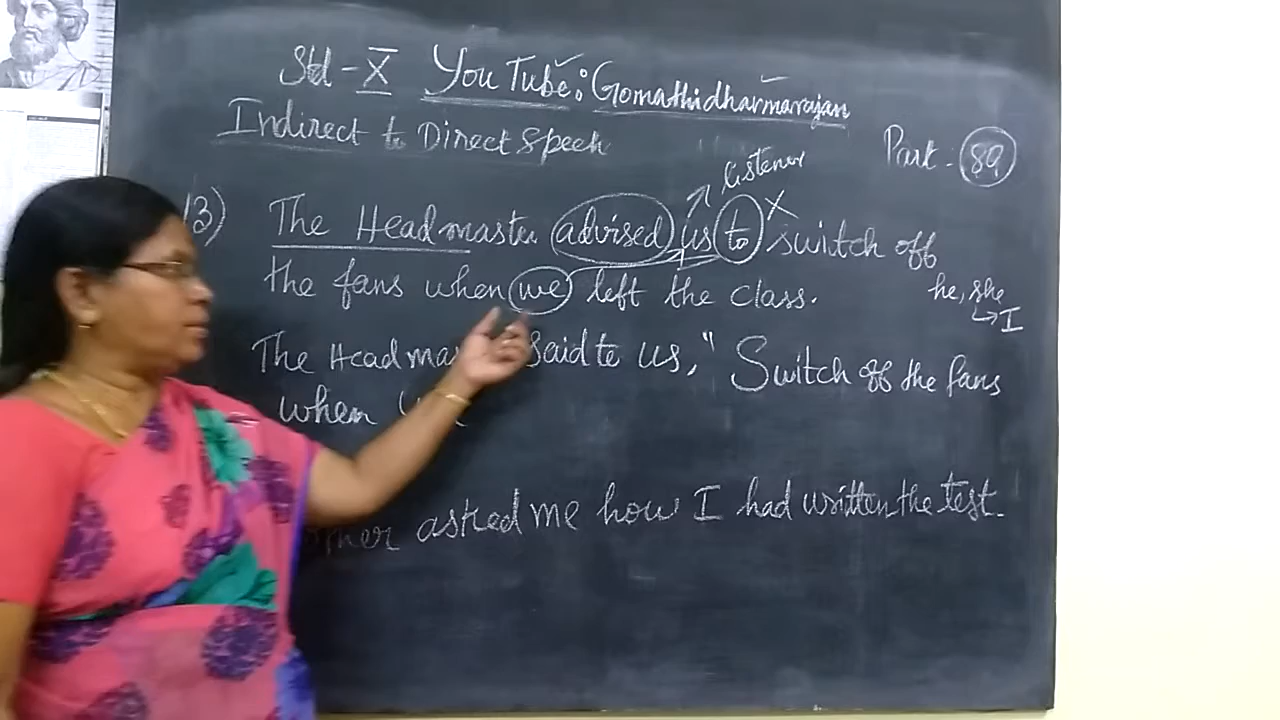 Std - X YouTube: Gomathidharmarajan
Indirect to Direct Speech
Part - 89
listener
13) The Headmaster advised us to X switch off
the fans when we left the class.
he, she
↳ I
The Headmas said to us, " Switch off the fans
when
asked me how I had written the test.